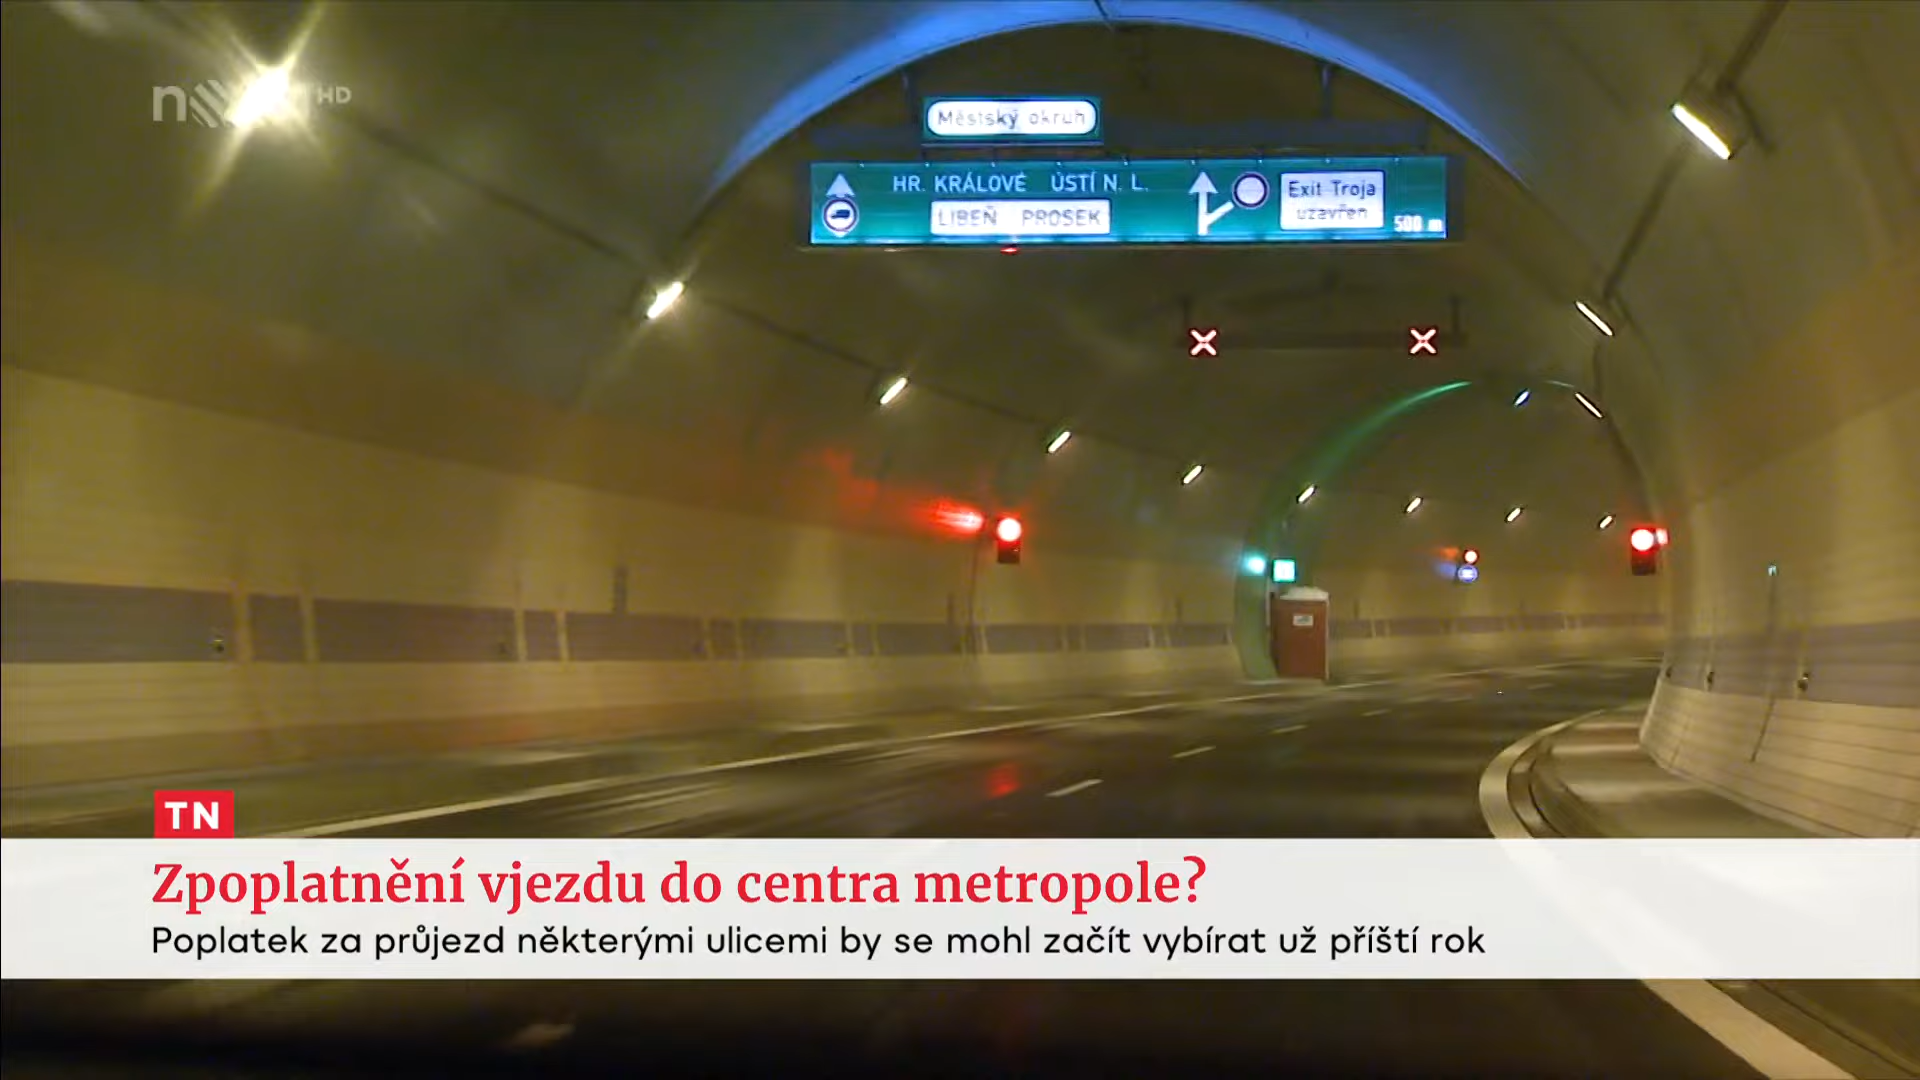 HD
Městský okruh
HR. KRÁLOVÉ ÚSTÍ N. L.
LIBEŇ PROSEK
Exit Troja
uzavřen
500 m
TN
Zpoplatnění vjezdu do centra metropole?
Poplatek za průjezd některými ulicemi by se mohl začít vybírat už příští rok